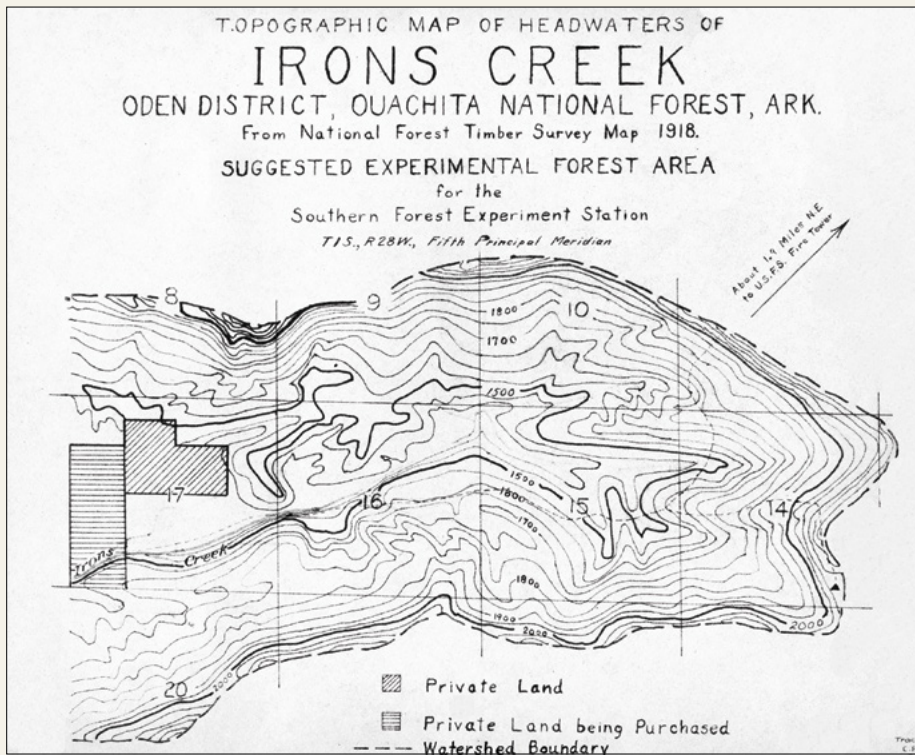 TOPOGRAPHIC MAP OF HEADWATERS OF
IRONS CREEK
ODEN DISTRICT, OUACHITA NATIONAL FOREST, ARK.
From National Forest Timber Survey Map 1918.
SUGGESTED EXPERIMENTAL FOREST AREA
for the
Southern Forest Experiment Station
T1S., R28W., Fifth Principal Meridian
About 1.9 Miles N.E.
to U.S.F.S. Fire Tower
8
9
10
1800
1700
1500
17
16
1500
1800
15
14
1700
Irons Creek
1800
1900
2000
2000
20
2000
Private Land
Private Land being Purchased
Watershed Boundary